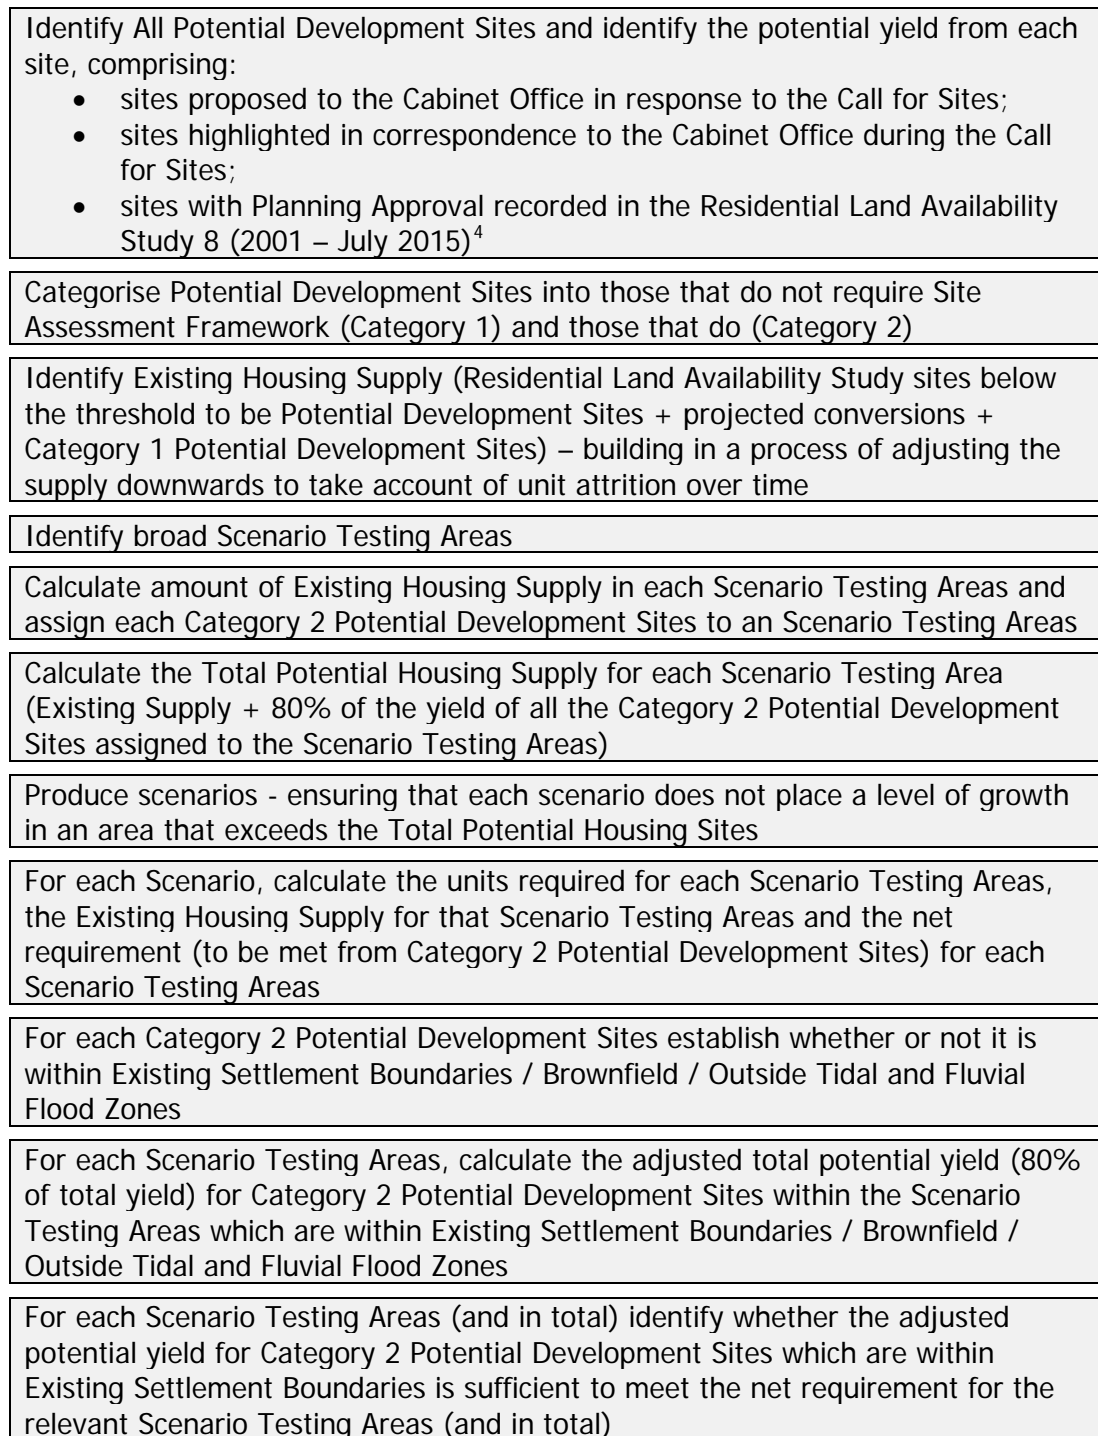 Identify All Potential Development Sites and identify the potential yield from each
site, comprising:
• sites proposed to the Cabinet Office in response to the Call for Sites;
• sites highlighted in correspondence to the Cabinet Office during the Call
for Sites;
• sites with Planning Approval recorded in the Residential Land Availability
Study 8 (2001 – July 2015)⁴
Categorise Potential Development Sites into those that do not require Site
Assessment Framework (Category 1) and those that do (Category 2)
Identify Existing Housing Supply (Residential Land Availability Study sites below
the threshold to be Potential Development Sites + projected conversions +
Category 1 Potential Development Sites) – building in a process of adjusting the
supply downwards to take account of unit attrition over time
Identify broad Scenario Testing Areas
Calculate amount of Existing Housing Supply in each Scenario Testing Areas and
assign each Category 2 Potential Development Sites to an Scenario Testing Areas
Calculate the Total Potential Housing Supply for each Scenario Testing Area
(Existing Supply + 80% of the yield of all the Category 2 Potential Development
Sites assigned to the Scenario Testing Areas)
Produce scenarios - ensuring that each scenario does not place a level of growth
in an area that exceeds the Total Potential Housing Sites
For each Scenario, calculate the units required for each Scenario Testing Areas,
the Existing Housing Supply for that Scenario Testing Areas and the net
requirement (to be met from Category 2 Potential Development Sites) for each
Scenario Testing Areas
For each Category 2 Potential Development Sites establish whether or not it is
within Existing Settlement Boundaries / Brownfield / Outside Tidal and Fluvial
Flood Zones
For each Scenario Testing Areas, calculate the adjusted total potential yield (80%
of total yield) for Category 2 Potential Development Sites within the Scenario
Testing Areas which are within Existing Settlement Boundaries / Brownfield /
Outside Tidal and Fluvial Flood Zones
For each Scenario Testing Areas (and in total) identify whether the adjusted
potential yield for Category 2 Potential Development Sites which are within
Existing Settlement Boundaries is sufficient to meet the net requirement for the
relevant Scenario Testing Areas (and in total)